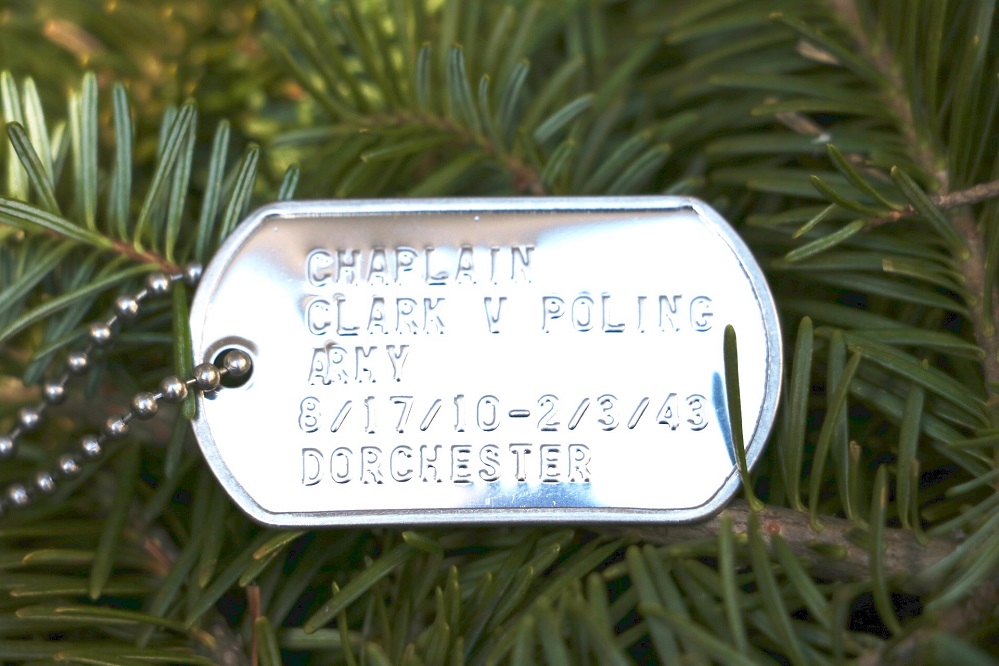 CHAPLAIN
CLARK V POLING
ARMY
8/17/10-2/3/43
DORCHESTER